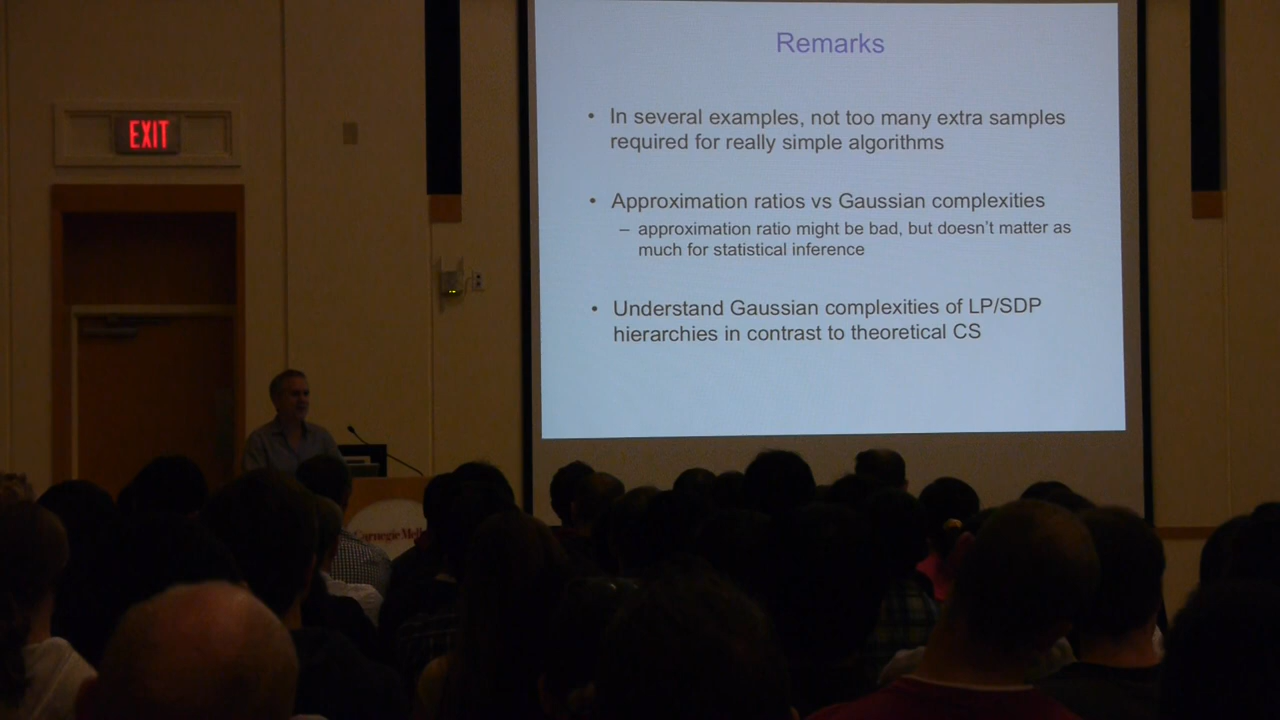 Remarks
• In several examples, not too many extra samples
required for really simple algorithms
• Approximation ratios vs Gaussian complexities
– approximation ratio might be bad, but doesn't matter as
much for statistical inference
• Understand Gaussian complexities of LP/SDP
hierarchies in contrast to theoretical CS
EXIT
Carnegie